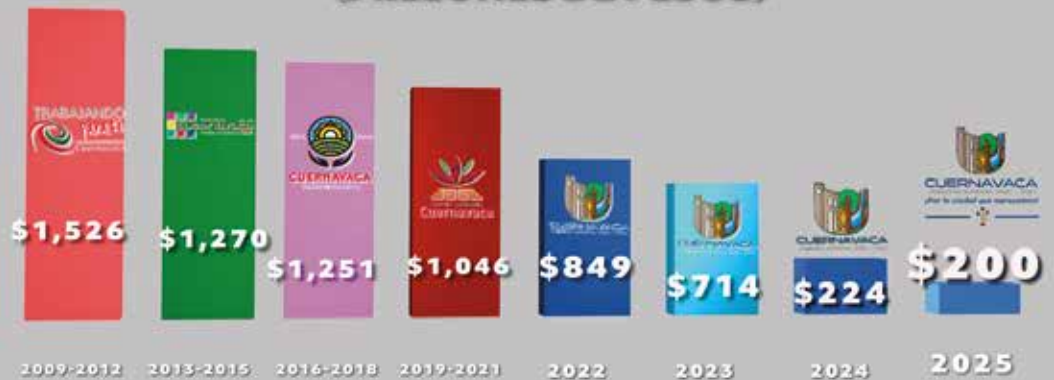 TRABAJANDO
CUERNAVACA
Cuernavaca
CUERNAVACA
CUERNAVACA
CUERNAVACA
$1,526
$1,270
$1,251
$1,046
$849
$714
$224
$200
2009-2012
2013-2015
2016-2018
2019-2021
2022
2023
2024
2025